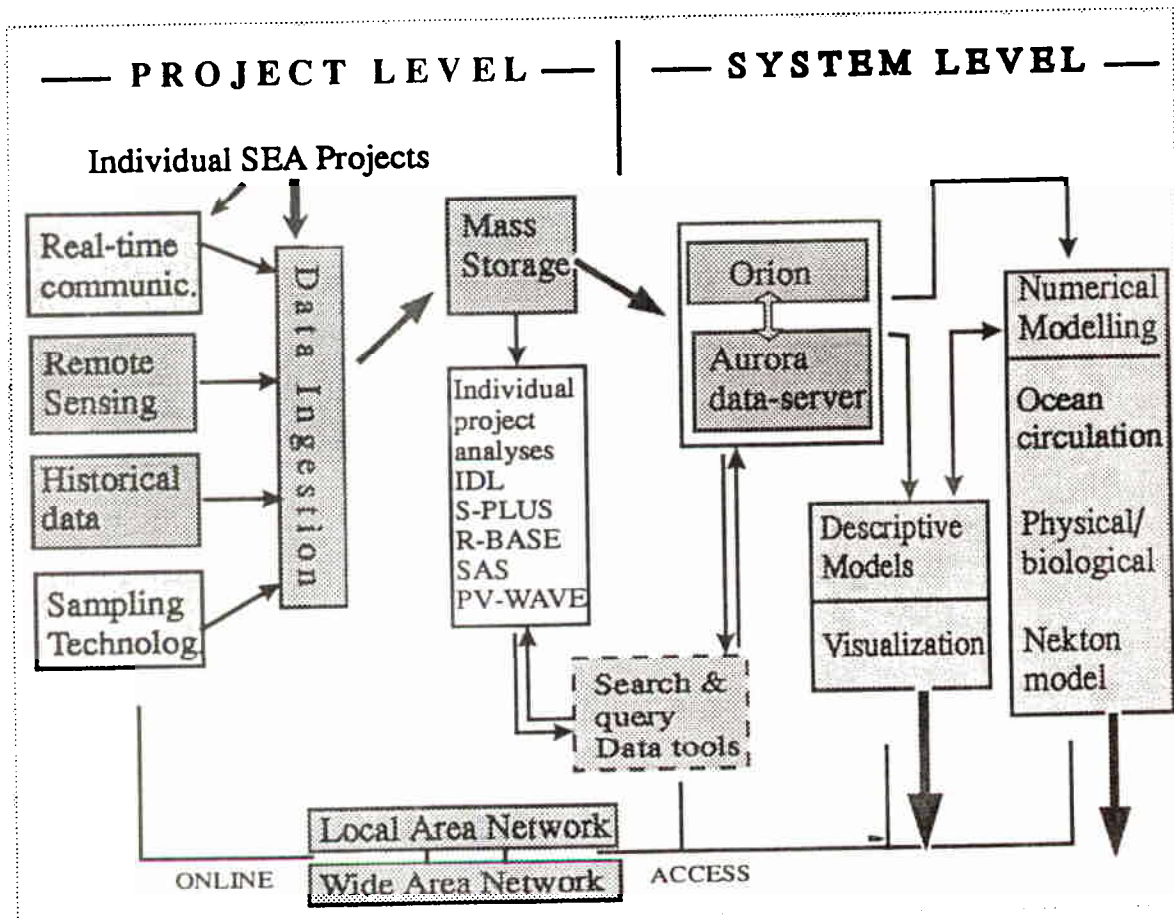 PROJECT LEVEL
SYSTEM LEVEL
Individual SEA Projects
Real-time
communic.
Remote
Sensing
Historical
data
Sampling
Technolog.
Data Ingestion
Mass
Storage
Individual
project
analyses
IDL
S-PLUS
R-BASE
SAS
PV-WAVE
Search &
query
Data tools
Orion
Aurora
data-server
Descriptive
Models
Visualization
Numerical
Modelling
Ocean
circulation
Physical/
biological
Nekton
model
Local Area Network
ONLINE
ACCESS
Wide Area Network